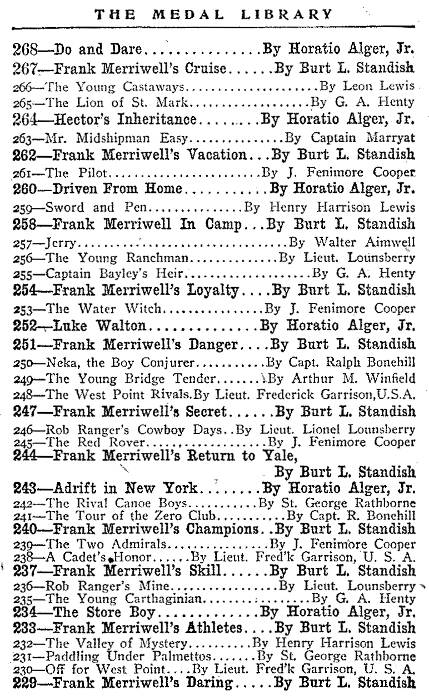 THE MEDAL LIBRARY
268—Do and Dare..............By Horatio Alger, Jr.
267—Frank Merriwell's Cruise...By Burt L. Standish
266—The Young Castaways....................By Leon Lewis
265—The Lion of St. Mark..................By G. A. Henty
264—Hector's Inheritance.........By Horatio Alger, Jr.
263—Mr. Midshipman Easy..............By Captain Marryat
262—Frank Merriwell's Vacation...By Burt L. Standish
261—The Pilot......................By J. Fenimore Cooper
260—Driven From Home...........By Horatio Alger, Jr.
259—Sword and Pen...............By Henry Harrison Lewis
258—Frank Merriwell In Camp...By Burt L. Standish
257—Jerry..............................By Walter Aimwell
256—The Young Ranchman.............By Lieut. Lounsberry
255—Captain Bayley's Heir...................By G. A. Henty
254—Frank Merriwell's Loyalty....By Burt L. Standish
253—The Water Witch...............By J. Fenimore Cooper
252—Luke Walton...............By Horatio Alger, Jr.
251—Frank Merriwell's Danger....By Burt L. Standish
250—Neka, the Boy Conjurer..........By Capt. Ralph Bonehill
249—The Young Bridge Tender.......By Arthur M. Winfield
248—The West Point Rivals.By Lieut. Frederick Garrison,U.S.A.
247—Frank Merriwell's Secret.....By Burt L. Standish
246—Rob Ranger's Cowboy Days..By Lieut. Lionel Lounsberry
245—The Red Rover.................By J. Fenimore Cooper
244—Frank Merriwell's Return to Yale,
By Burt L. Standish
243—Adrift in New York........By Horatio Alger, Jr.
242—The Rival Canoe Boys..........By St. George Rathborne
241—The Tour of the Zero Club..........By Capt. R. Bonehill
240—Frank Merriwell's Champions..By Burt L. Standish
239—The Two Admirals..............By J. Fenimore Cooper
238—A Cadet's Honor.....By Lieut. Fred'k Garrison, U. S. A.
237—Frank Merriwell's Skill......By Burt L. Standish
236—Rob Ranger's Mine...............By Lieut. Lounsberry
235—The Young Carthaginian...............By G. A. Henty
234—The Store Boy.............By Horatio Alger, Jr.
233—Frank Merriwell's Athletes....By Burt L. Standish
232—The Valley of Mystery.........By Henry Harrison Lewis
231—Paddling Under Palmettos......By St. George Rathborne
230—Off for West Point....By Lieut. Fred'k Garrison, U. S. A.
229—Frank Merriwell's Daring.....By Burt L. Standish